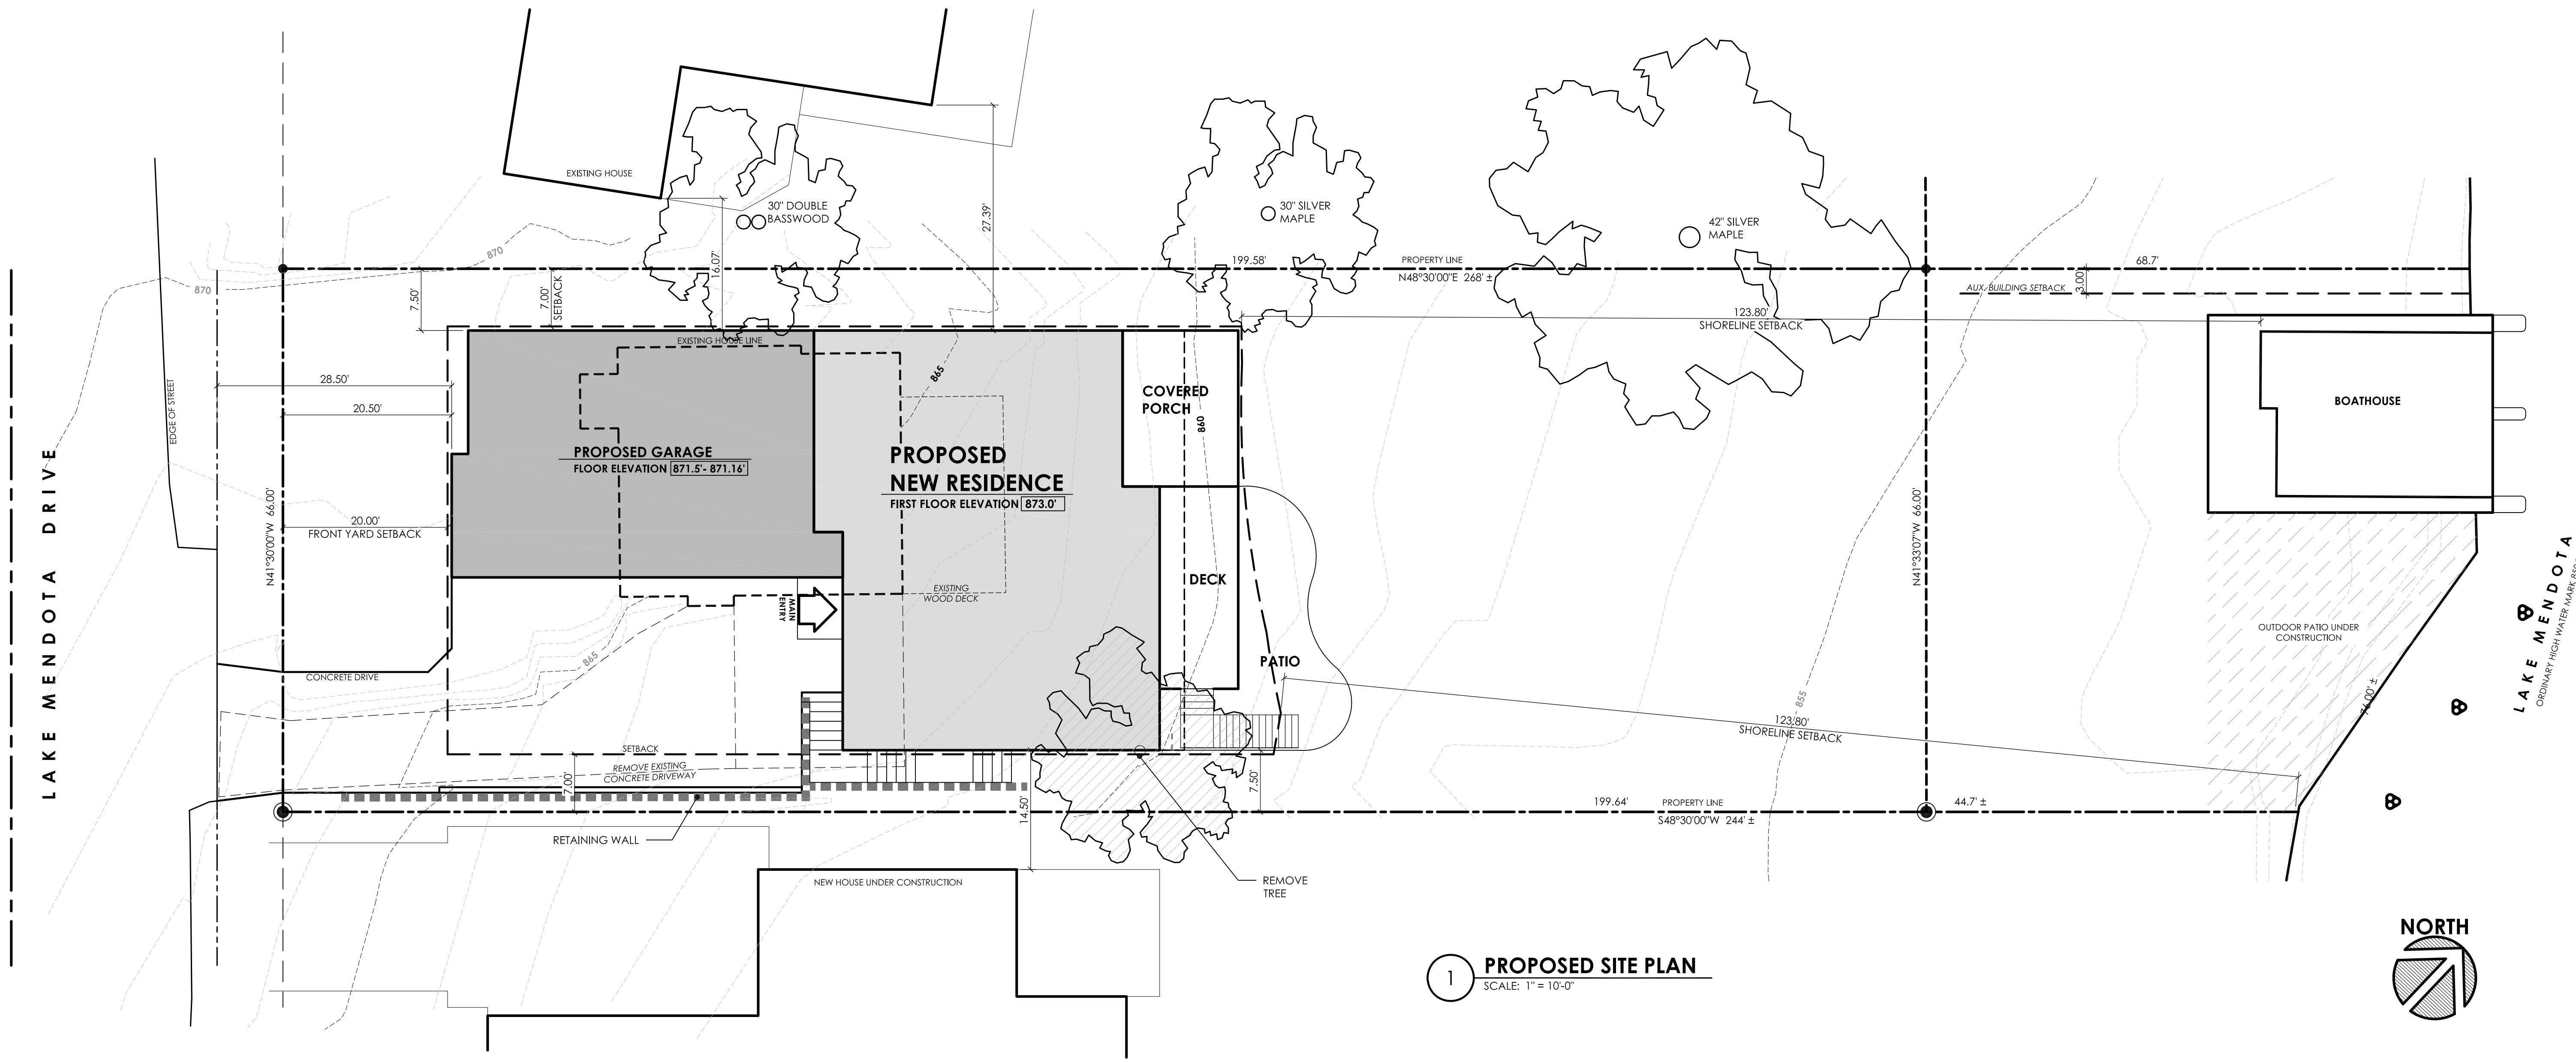 EXISTING HOUSE
30" DOUBLE
BASSWOOD
30" SILVER
MAPLE
42" SILVER
MAPLE
27.39'
16.07'
870
870
199.58'
PROPERTY LINE
N48°30'00"E 268' ±
68.7'
AUX. BUILDING SETBACK
3.00'
7.50'
7.00'
SETBACK
123.80'
SHORELINE SETBACK
EXISTING HOUSE LINE
865
28.50'
20.50'
EDGE OF STREET
COVERED
PORCH
860
BOATHOUSE
PROPOSED GARAGE
FLOOR ELEVATION 871.5'- 871.16'
PROPOSED
NEW RESIDENCE
FIRST FLOOR ELEVATION 873.0'
LAKE MENDOTA DRIVE
N41°30'00"W 66.00'
20.00'
FRONT YARD SETBACK
N41°33'07"W 66.00'
DECK
EXISTING
WOOD DECK
MAIN
ENTRY
LAKE MENDOTA
ORDINARY HIGH WATER MARK 850
OUTDOOR PATIO UNDER
CONSTRUCTION
865
PATIO
CONCRETE DRIVE
855
76.00' ±
123.80'
SHORELINE SETBACK
SETBACK
REMOVE EXISTING
CONCRETE DRIVEWAY
7.00'
7.50'
14.50'
199.64'
PROPERTY LINE
S48°30'00"W 244' ±
44.7' ±
RETAINING WALL
NEW HOUSE UNDER CONSTRUCTION
REMOVE
TREE
NORTH
1
PROPOSED SITE PLAN
SCALE: 1" = 10'-0"